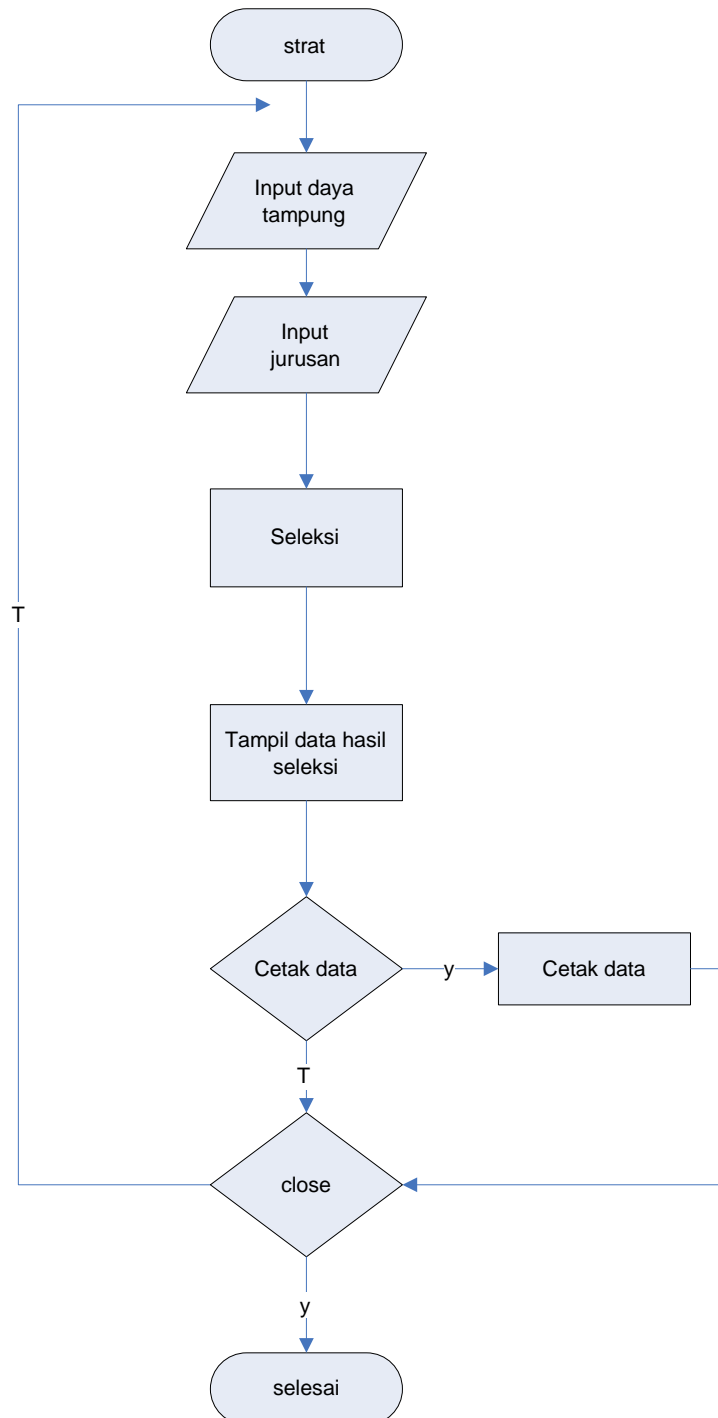 strat
Input daya
tampung
Input
jurusan
Seleksi
T
Tampil data hasil
seleksi
Cetak data
y
Cetak data
T
close
y
selesai